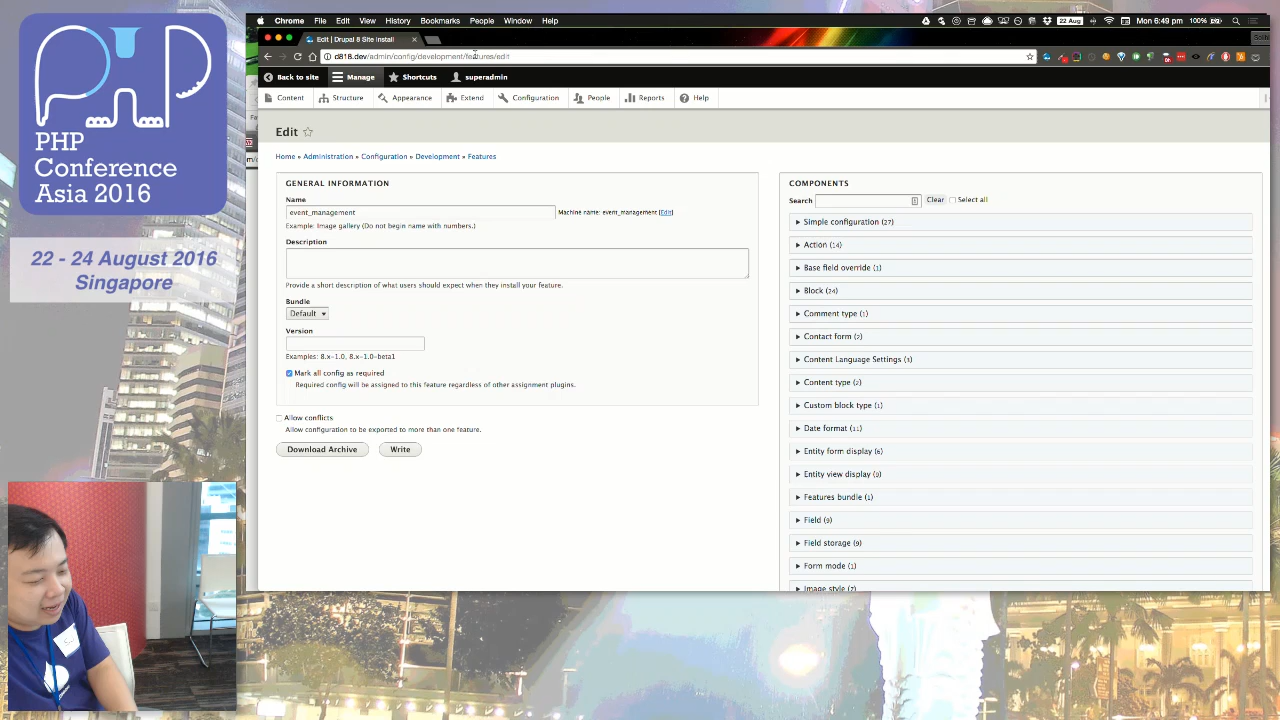 Chrome File Edit View History Bookmarks People Window Help
22 Aug
Mon 6:49 pm 100%
Edit | Drupal 8 Site Install
d818.dev/admin/config/development/features/edit
Back to site Manage Shortcuts superadmin
Content Structure Appearance Extend Configuration People Reports Help
Edit
Home » Administration » Configuration » Development » Features
GENERAL INFORMATION
Name
event_management
Machine name: event_management [Edit]
Example: Image gallery (Do not begin name with numbers.)
Description
Provide a short description of what users should expect when they install your feature.
Bundle
Default
Version
Examples: 8.x-1.0, 8.x-1.0-beta1
Mark all config as required
Required config will be assigned to this feature regardless of other assignment plugins.
Allow conflicts
Allow configuration to be exported to more than one feature.
Download Archive Write
COMPONENTS
Search Clear Select all
Simple configuration (27)
Action (14)
Base field override (1)
Block (24)
Comment type (1)
Contact form (2)
Content Language Settings (3)
Content type (2)
Custom block type (1)
Date format (11)
Entity form display (6)
Entity view display (9)
Features bundle (1)
Field (9)
Field storage (9)
Form mode (1)
Image style (7)
PHP
Conference
Asia 2016
22 - 24 August 2016
Singapore